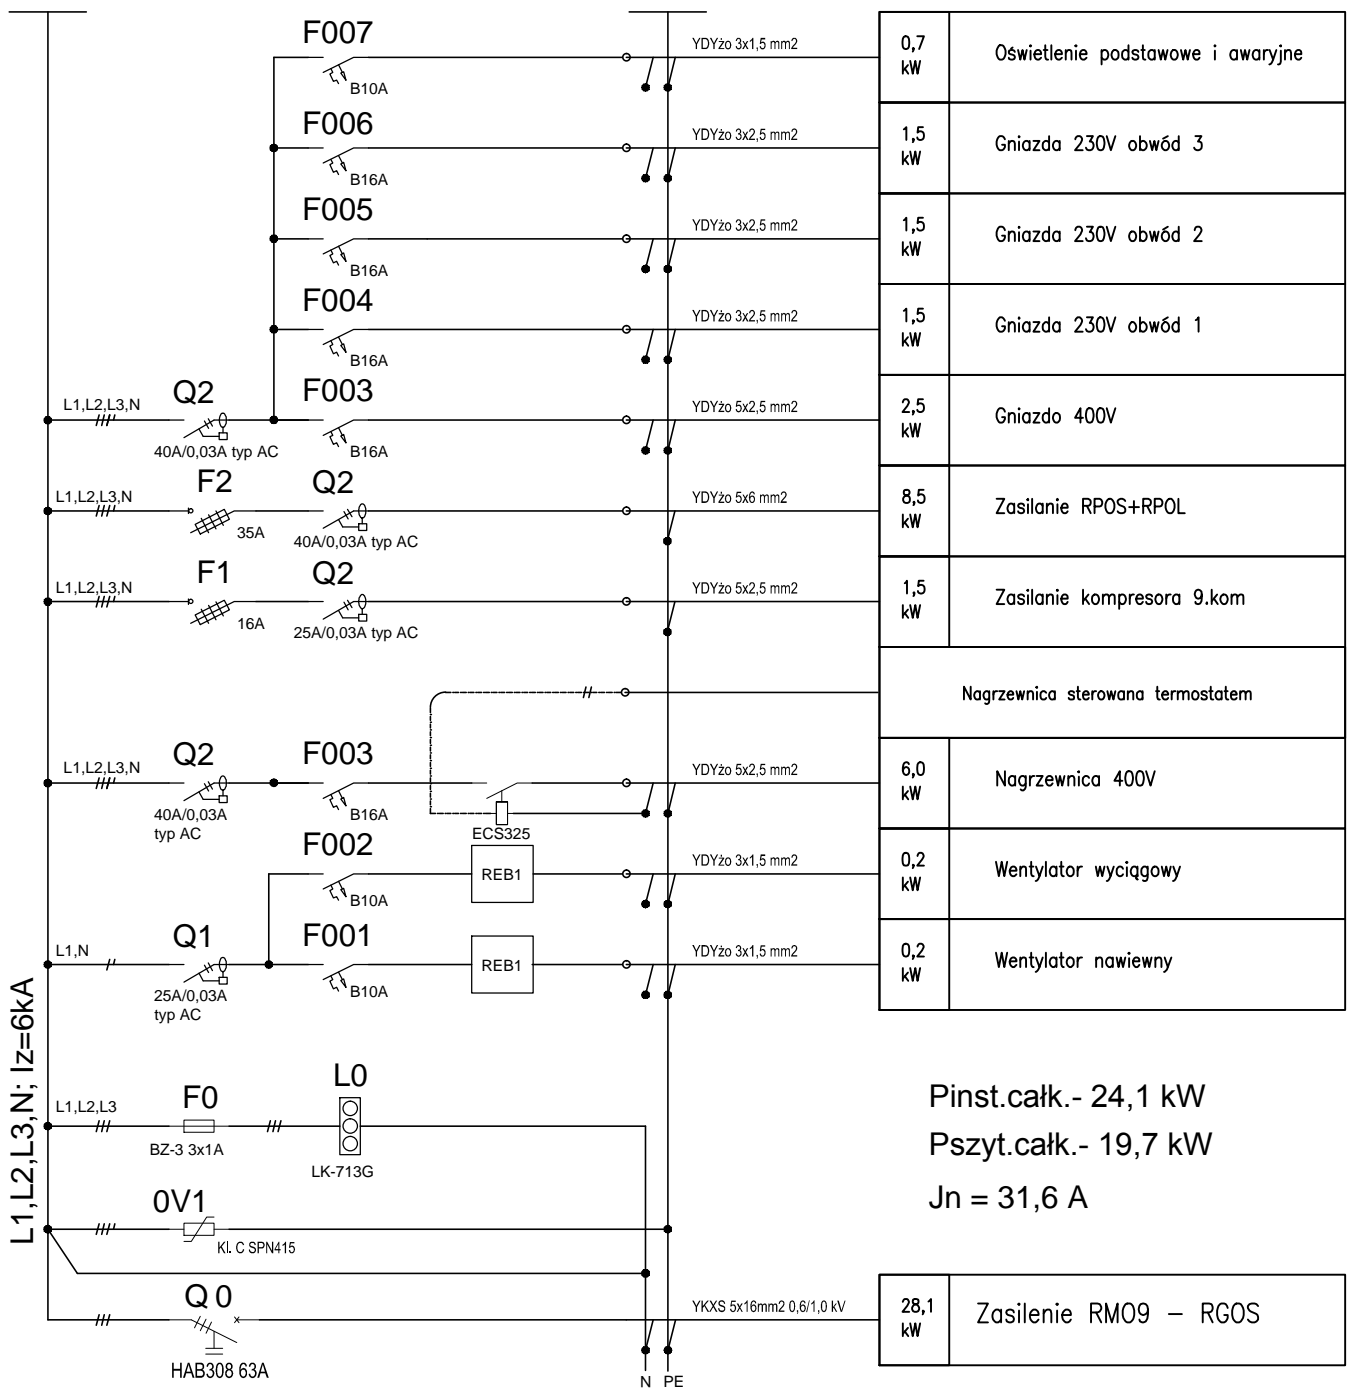 F007
B10A
YDYżo 3x1,5 mm2
0,7
kW
Oświetlenie podstawowe i awaryjne
F006
B16A
YDYżo 3x2,5 mm2
1,5
kW
Gniazda 230V obwód 3
F005
B16A
YDYżo 3x2,5 mm2
1,5
kW
Gniazda 230V obwód 2
F004
B16A
YDYżo 3x2,5 mm2
1,5
kW
Gniazda 230V obwód 1
L1,L2,L3,N
Q2
40A/0,03A typ AC
F003
B16A
YDYżo 5x2,5 mm2
2,5
kW
Gniazdo 400V
L1,L2,L3,N
F2
35A
Q2
40A/0,03A typ AC
YDYżo 5x6 mm2
8,5
kW
Zasilanie RPOS+RPOL
L1,L2,L3,N
F1
16A
Q2
25A/0,03A typ AC
YDYżo 5x2,5 mm2
1,5
kW
Zasilanie kompresora 9.kom
Nagrzewnica sterowana termostatem
L1,L2,L3,N
Q2
40A/0,03A
typ AC
F003
B16A
ECS325
YDYżo 5x2,5 mm2
6,0
kW
Nagrzewnica 400V
F002
B10A
REB1
YDYżo 3x1,5 mm2
0,2
kW
Wentylator wyciągowy
L1,N
Q1
25A/0,03A
typ AC
F001
B10A
REB1
YDYżo 3x1,5 mm2
0,2
kW
Wentylator nawiewny
L1,L2,L3,N; Iz=6kA
L1,L2,L3
F0
BZ-3 3x1A
L0
LK-713G
Pinst.całk.- 24,1 kW
Pszyt.całk.- 19,7 kW
Jn = 31,6 A
0V1
Kl. C SPN415
Q 0
HAB308 63A
YKXS 5x16mm2 0,6/1,0 kV
28,1
kW
Zasilenie RM09 – RGOS
N PE